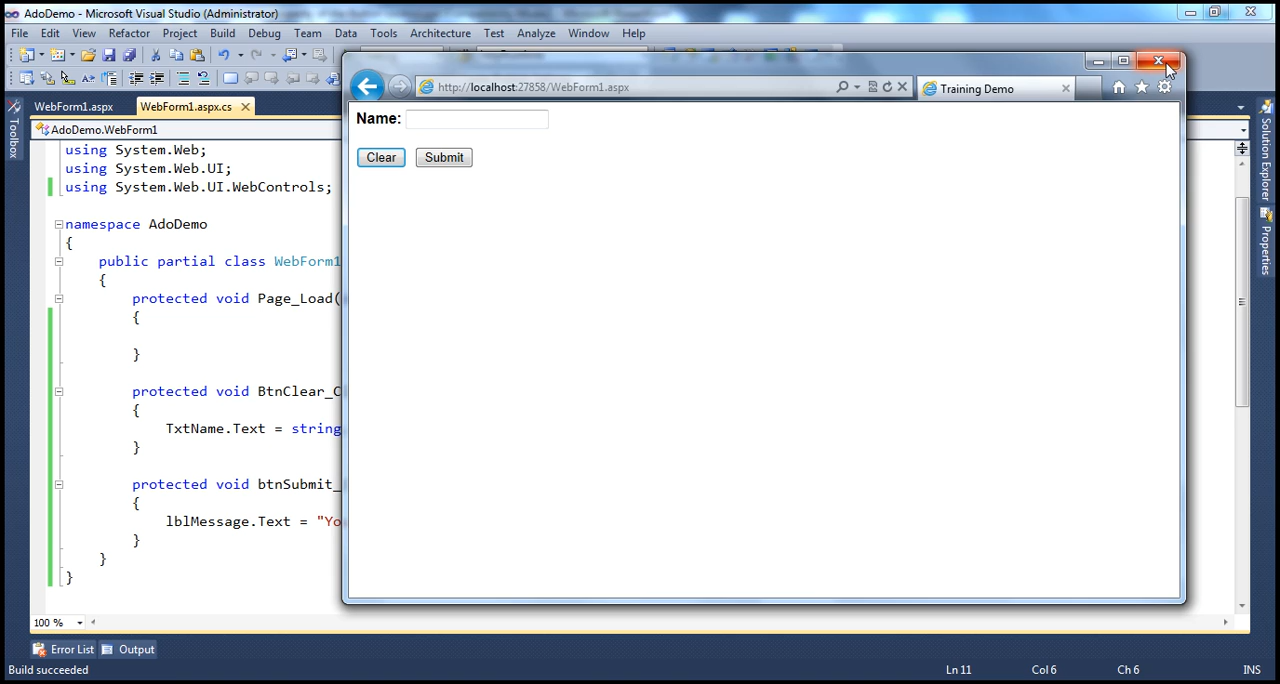 AdoDemo - Microsoft Visual Studio (Administrator)
File Edit View Refactor Project Build Debug Team Data Tools Architecture Test Analyze Window Help
http://localhost:27858/WebForm1.aspx
Training Demo
WebForm1.aspx WebForm1.aspx.cs
AdoDemo.WebForm1
Toolbox
Solution Explorer
Properties
Name:
Clear Submit
using System.Web;
using System.Web.UI;
using System.Web.UI.WebControls;
namespace AdoDemo
{
public partial class WebForm1
{
protected void Page_Load(
{
}
protected void BtnClear_C
{
TxtName.Text = string
}
protected void btnSubmit_
{
lblMessage.Text = "Yo
}
}
}
100 %
Error List Output
Build succeeded Ln 11 Col 6 Ch 6 INS